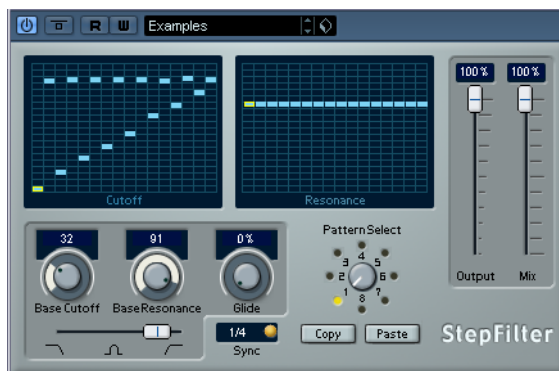 R W Examples
100% 100%
Cutoff Resonance
32 91 0%
Base Cutoff Base Resonance Glide
Pattern Select
4
3 5
2 6
1 7
8
Output Mix
1/4
Sync
Copy Paste
StepFilter